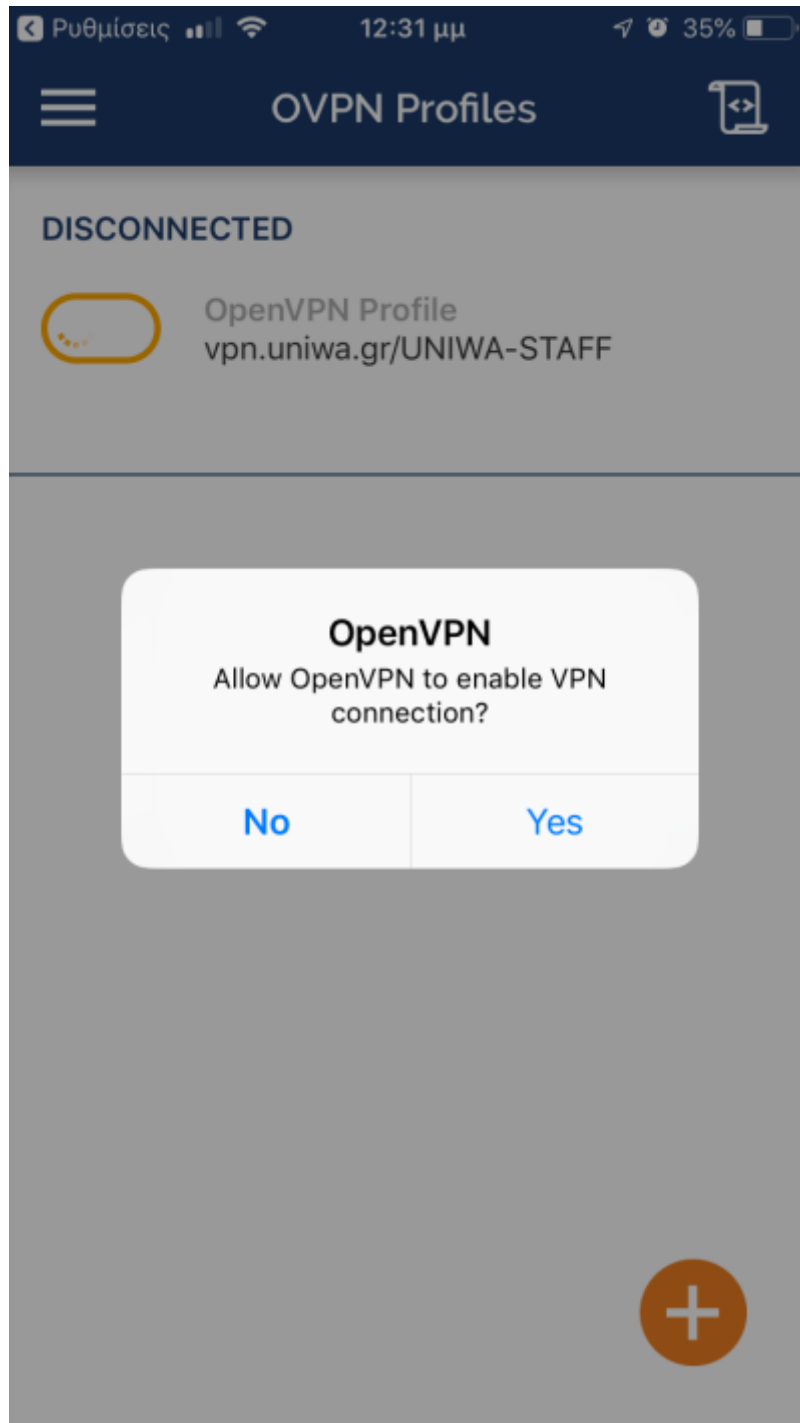 Ρυθμίσεις 12:31 μμ 35%
OVPN Profiles
DISCONNECTED
OpenVPN Profile
vpn.uniwa.gr/UNIWA-STAFF
OpenVPN
Allow OpenVPN to enable VPN
connection?
No Yes